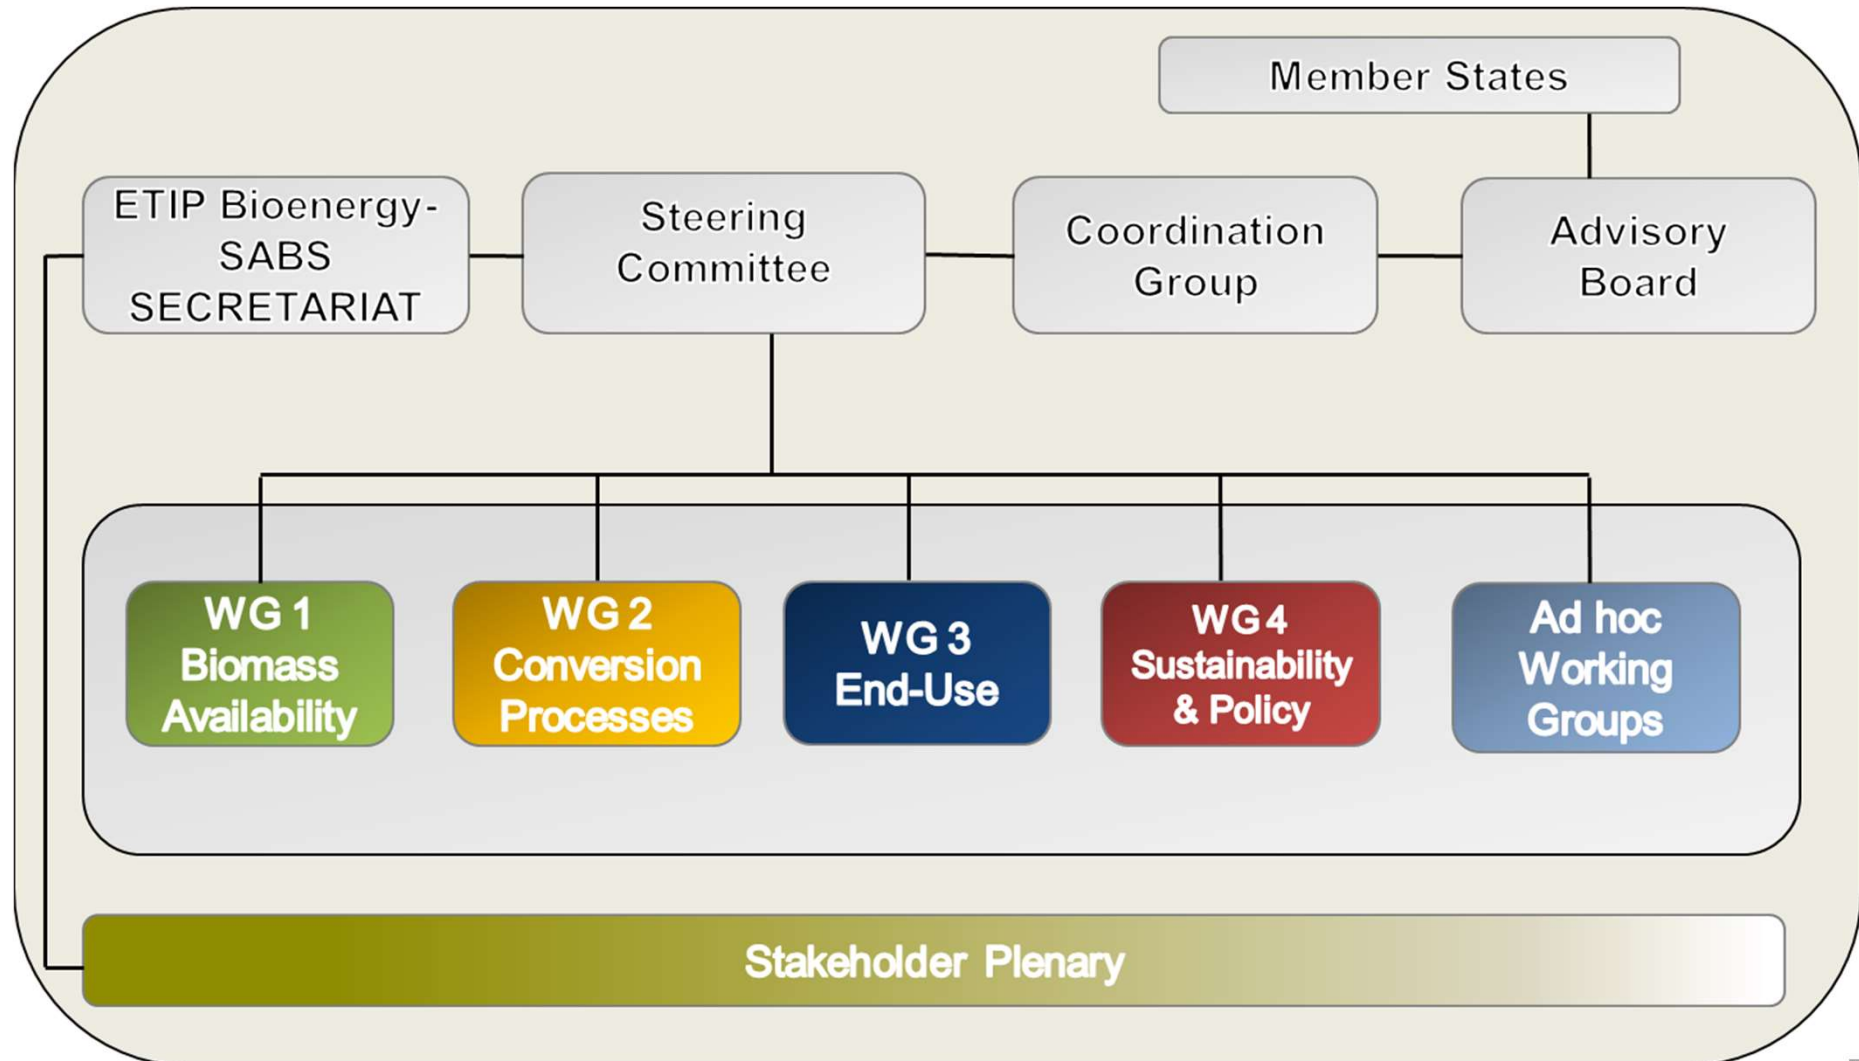 Member States
ETIP Bioenergy-
SABS
SECRETARIAT
Steering
Committee
Coordination
Group
Advisory
Board
WG 1
Biomass
Availability
WG 2
Conversion
Processes
WG 3
End-Use
WG 4
Sustainability
& Policy
Ad hoc
Working
Groups
Stakeholder Plenary